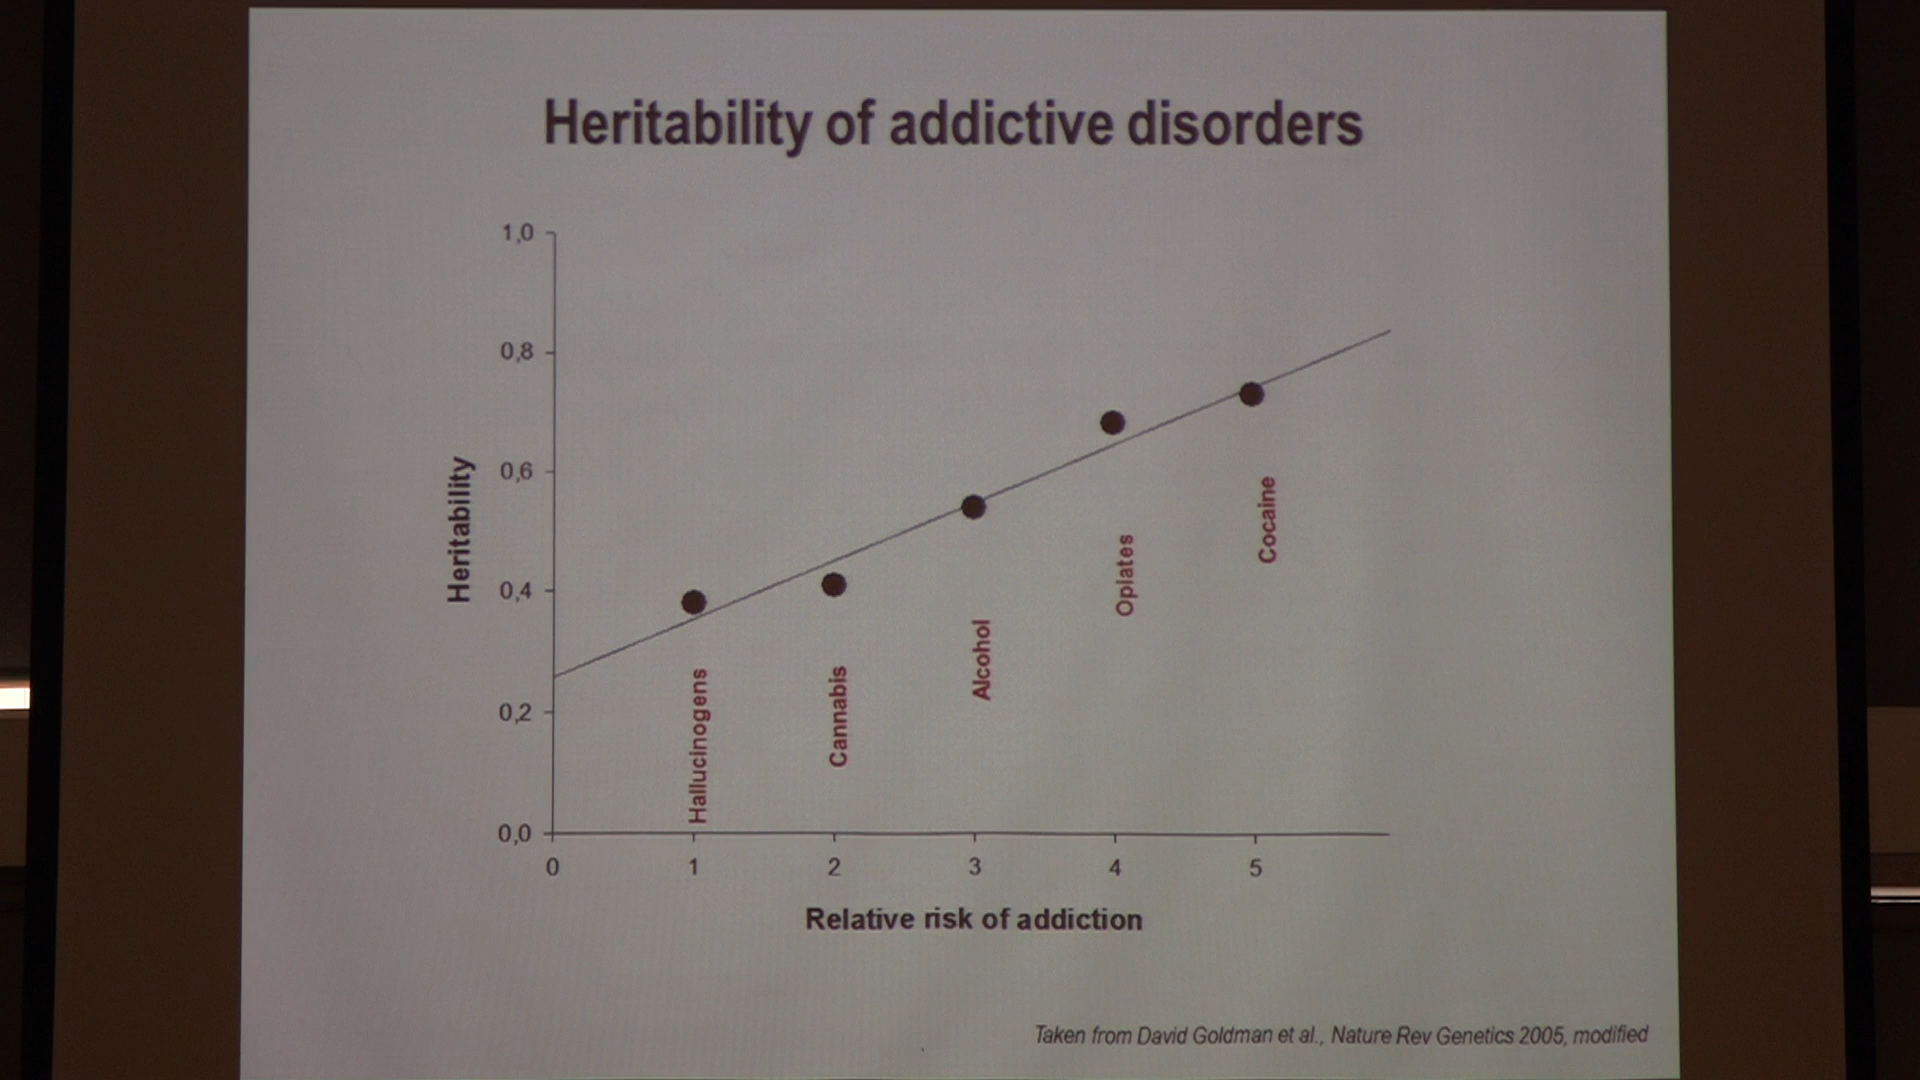 Heritability of addictive disorders
1,0
0,8
0,6
0,4
0,2
0,0
Heritability
Hallucinogens
Cannabis
Alcohol
Opiates
Cocaine
0 1 2 3 4 5
Relative risk of addiction
Taken from David Goldman et al., Nature Rev Genetics 2005, modified